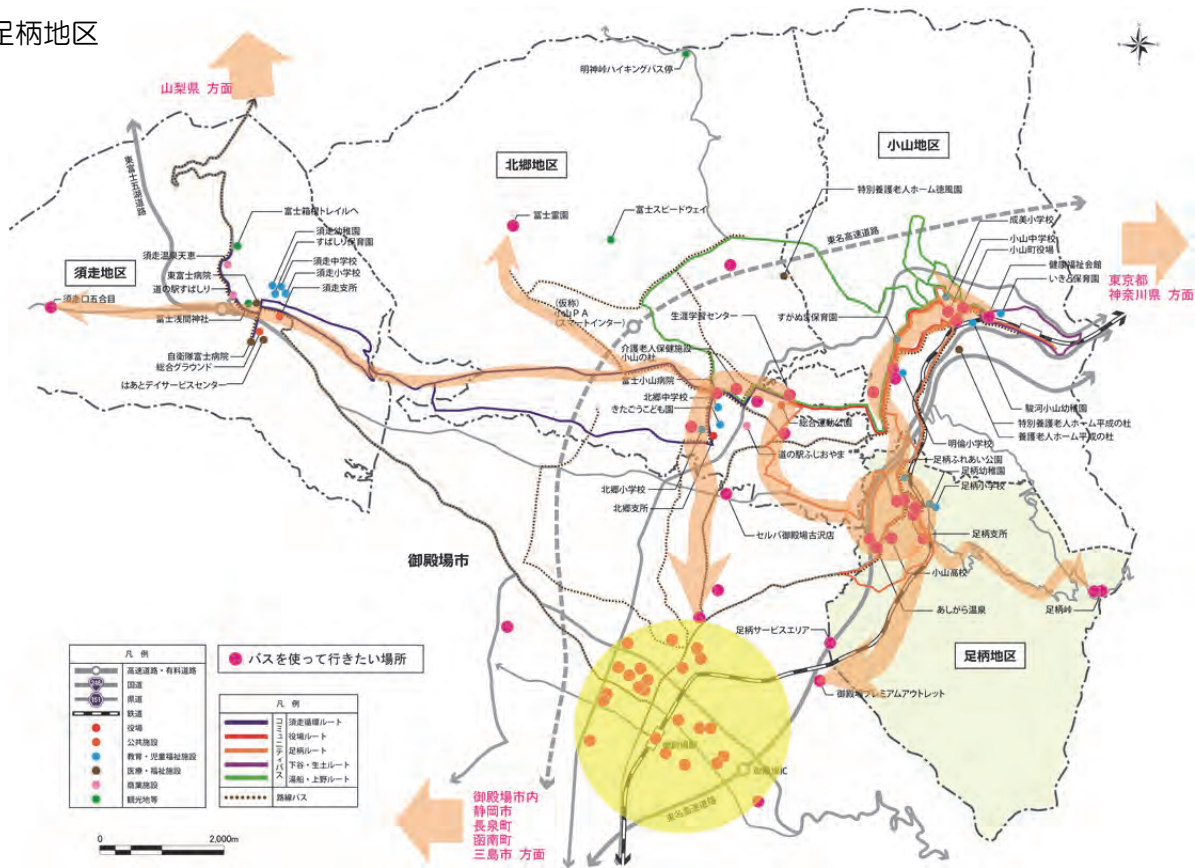 足柄地区
山梨県 方面
明神峠ハイキングバス停
小山地区
北郷地区
特別養護老人ホーム徳風園
東富士五湖道路
成美小学校
富士箱根トレイルへ
冨士霊園
富士スピードウェイ
小山中学校
小山町役場
須走幼稚園
すばしり保育園
東名高速道路
健康福祉会館
須走地区
須走温泉天恵
須走中学校
いきど保育園
東富士病院
須走小学校
東京都
神奈川県 方面
道の駅すばしり
須走支所
須走口五合目
(仮称)
小山PA
(スマートインター)
生涯学習センター
すがぬま保育園
冨士浅間神社
介護老人保健施設
小山の杜
自衛隊富士病院
富士小山病院
総合グラウンド
北郷中学校
駿河小山幼稚園
はあとデイサービスセンター
きたごうこども園
総合運動公園
特別養護老人ホーム平成の杜
養護老人ホーム平成の杜
明倫小学校
道の駅ふじおやま
足柄ふれあい公園
足柄幼稚園
足柄小学校
北郷小学校
北郷支所
セルバ御殿場古沢店
足柄支所
御殿場市
小山高校
あしがら温泉
足柄峠
足柄サービスエリア
足柄地区
御殿場プレミアムアウトレット
凡 例
高速道路・有料道路
国道
県道
鉄道
役場
公共施設
教育・児童福祉施設
医療・福祉施設
商業施設
観光地等
バスを使って行きたい場所
凡 例
コミュニティバス
須走循環ルート
役場ルート
足柄ルート
下谷・生土ルート
湯船・上野ルート
路線バス
御殿場駅
御殿場IC
東名高速道路
御殿場市内
静岡市
長泉町
函南町
三島市 方面
0
2,000m